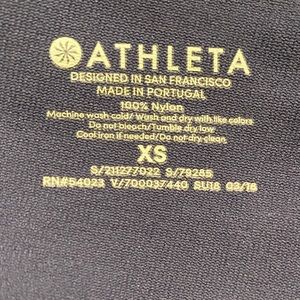 ATHLETA
DESIGNED IN SAN FRANCISCO
MADE IN PORTUGAL
100% Nylon
Machine wash cold/ Wash and dry with like colors
Do not bleach/Tumble dry low
Cool iron if needed/Do not dry clean
XS
S/211277022 S/79265
RN#54023 V/700037440 SU16 03/16